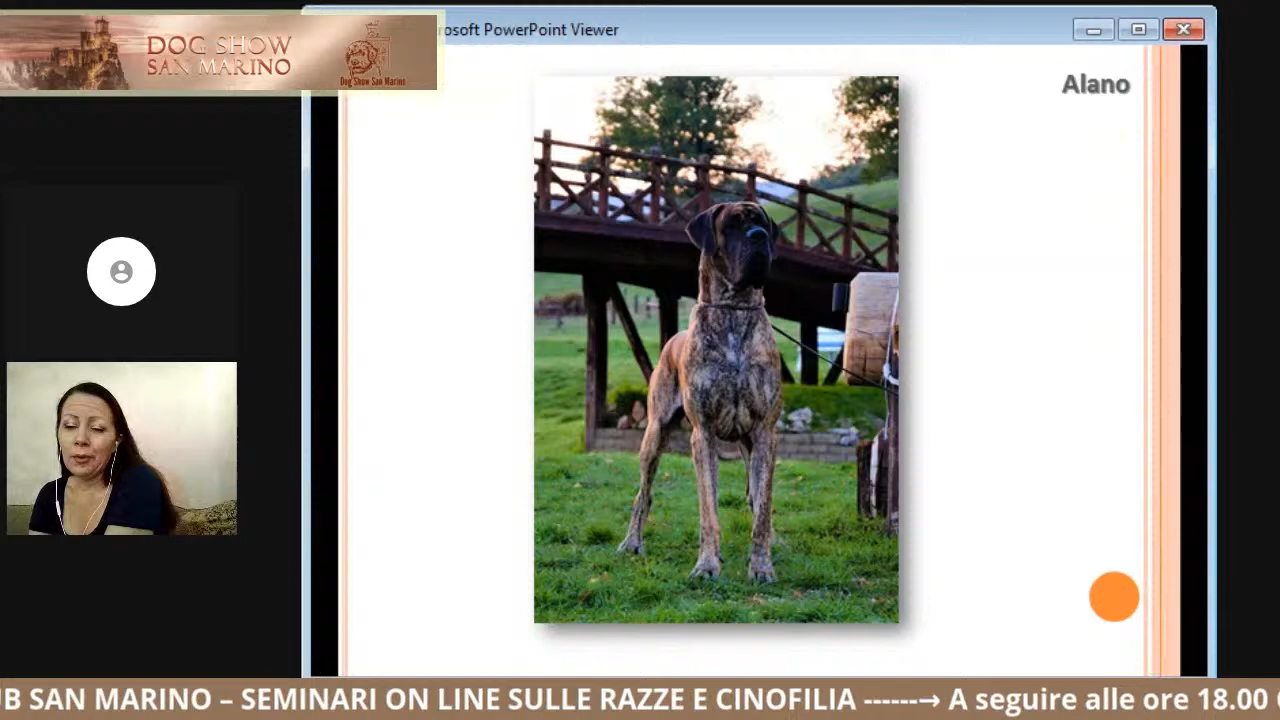 DOG SHOW
SAN MARINO
Dog Show San Marino
rosoft PowerPoint Viewer
Alano
UB SAN MARINO – SEMINARI ON LINE SULLE RAZZE E CINOFILIA ------→ A seguire alle ore 18.00